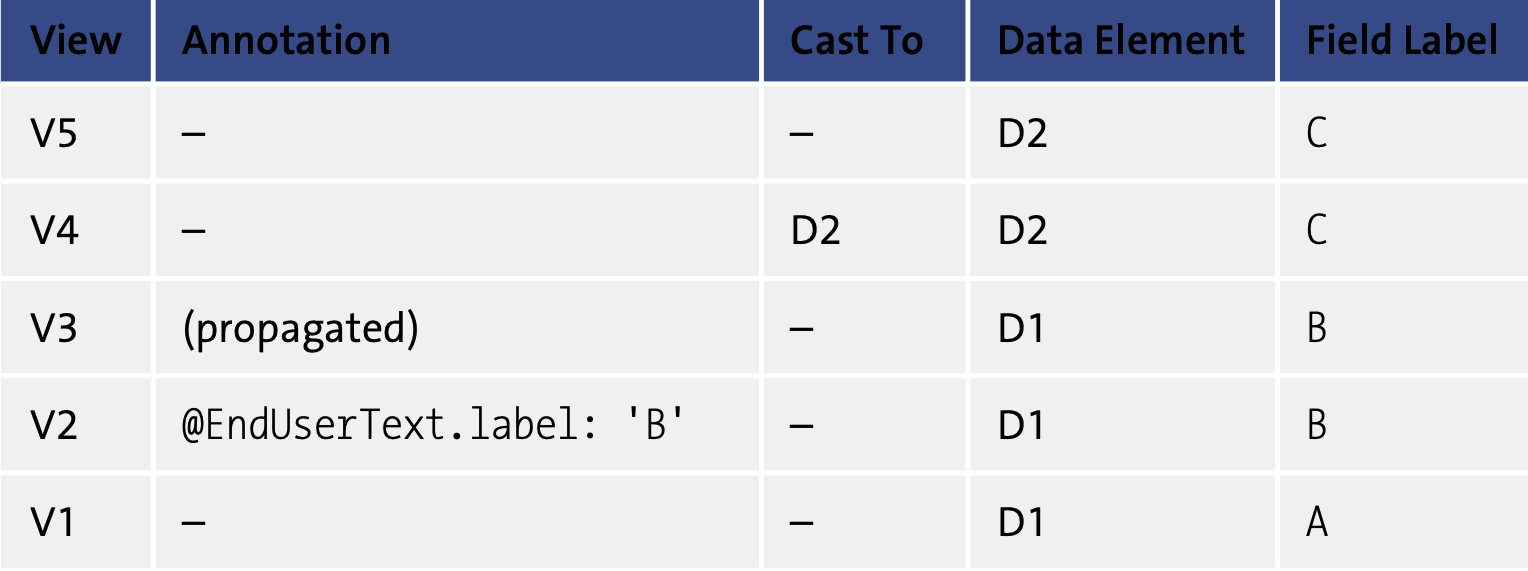 View Annotation Cast To Data Element Field Label
V5 – – D2 C
V4 – D2 D2 C
V3 (propagated) – D1 B
V2 @EndUserText.label: 'B' – D1 B
V1 – – D1 A